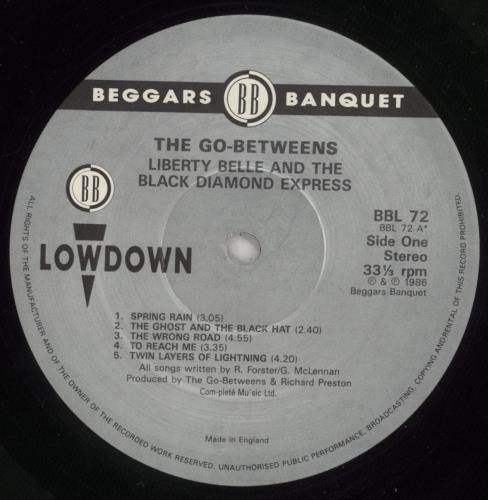 BEGGARS BB BANQUET
THE GO-BETWEENS
LIBERTY BELLE AND THE
BLACK DIAMOND EXPRESS
BB
LOWDOWN
BBL 72
BBL 72 A*
Side One
Stereo
33⅓ rpm
Ⓟ & © 1986
Beggars Banquet
1. SPRING RAIN (3.05)
2. THE GHOST AND THE BLACK HAT (2.40)
3. THE WRONG ROAD (4.55)
4. TO REACH ME (3.35)
5. TWIN LAYERS OF LIGHTNING (4.20)
All songs written by R. Forster/G. McLennan
Produced by The Go-Betweens & Richard Preston
Com-pleté Mu'sic Ltd.
Made in England
ALL RIGHTS OF THE MANUFACTURER AND OF THE OWNER OF THE RECORDED WORK RESERVED. UNAUTHORISED PUBLIC PERFORMANCE, BROADCASTING, COPYING ANDRENTAL OF THIS RECORD PROHIBITED.